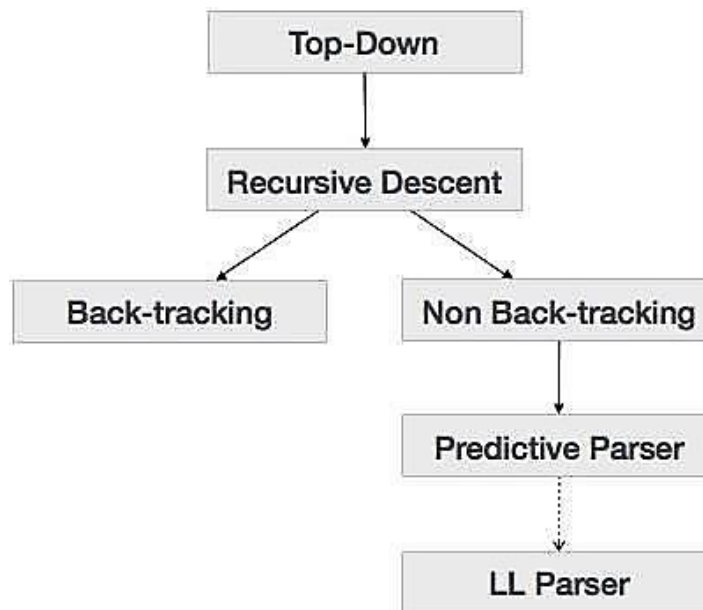 Top-Down
Recursive Descent
Back-tracking
Non Back-tracking
Predictive Parser
LL Parser